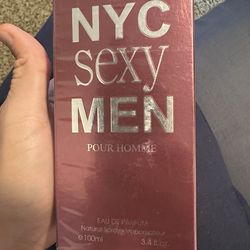 NYC
sexy
MEN
POUR HOMME
EAU DE PARFUM
Natural Spray Vaporisateur
e 100ml 3.4 fl.oz